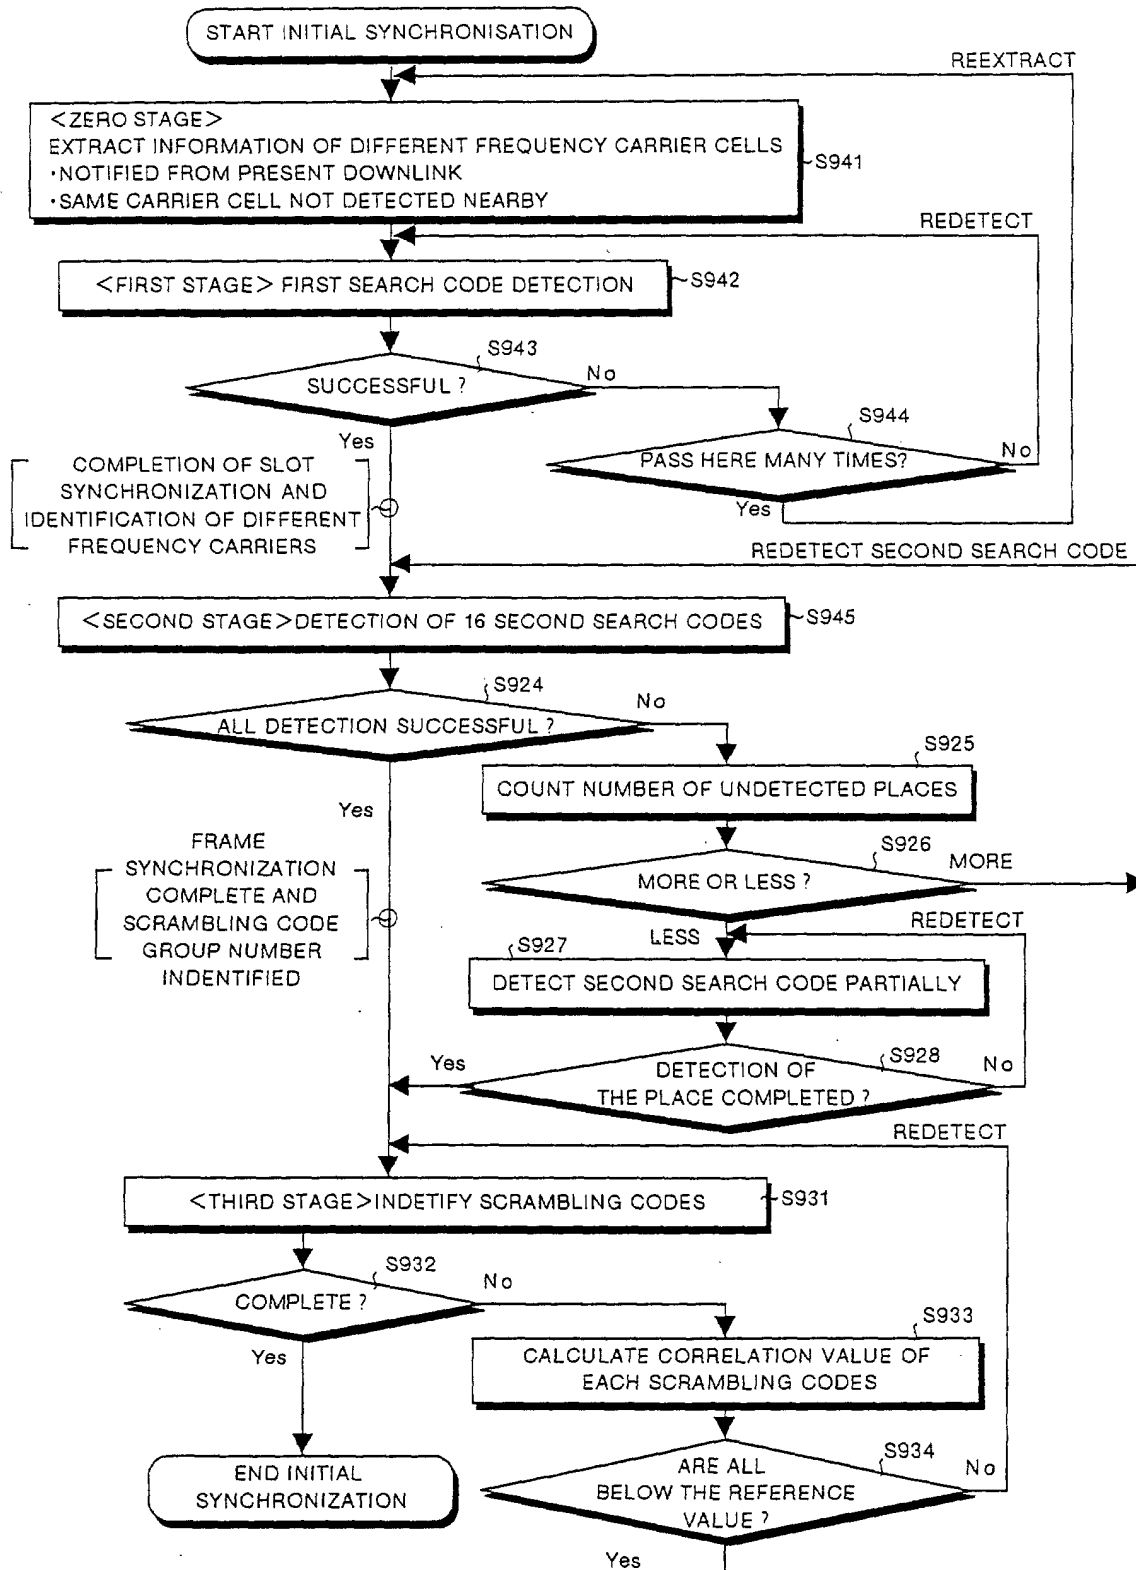 START INITIAL SYNCHRONISATION
REEXTRACT
<ZERO STAGE>
EXTRACT INFORMATION OF DIFFERENT FREQUENCY CARRIER CELLS
•NOTIFIED FROM PRESENT DOWNLINK
•SAME CARRIER CELL NOT DETECTED NEARBY
S941
REDETECT
<FIRST STAGE> FIRST SEARCH CODE DETECTION
S942
S943
SUCCESSFUL ?
No
Yes
S944
PASS HERE MANY TIMES?
No
Yes
COMPLETION OF SLOT
SYNCHRONIZATION AND
IDENTIFICATION OF DIFFERENT
FREQUENCY CARRIERS
REDETECT SECOND SEARCH CODE
<SECOND STAGE>DETECTION OF 16 SECOND SEARCH CODES
S945
S924
ALL DETECTION SUCCESSFUL ?
No
Yes
S925
COUNT NUMBER OF UNDETECTED PLACES
FRAME
SYNCHRONIZATION
COMPLETE AND
SCRAMBLING CODE
GROUP NUMBER
INDENTIFIED
S926
MORE OR LESS ?
MORE
LESS
REDETECT
S927
DETECT SECOND SEARCH CODE PARTIALLY
S928
DETECTION OF
THE PLACE COMPLETED ?
Yes
No
REDETECT
<THIRD STAGE>INDETIFY SCRAMBLING CODES
S931
S932
COMPLETE ?
No
Yes
S933
CALCULATE CORRELATION VALUE OF
EACH SCRAMBLING CODES
S934
ARE ALL
BELOW THE REFERENCE
VALUE ?
No
Yes
END INITIAL
SYNCHRONIZATION